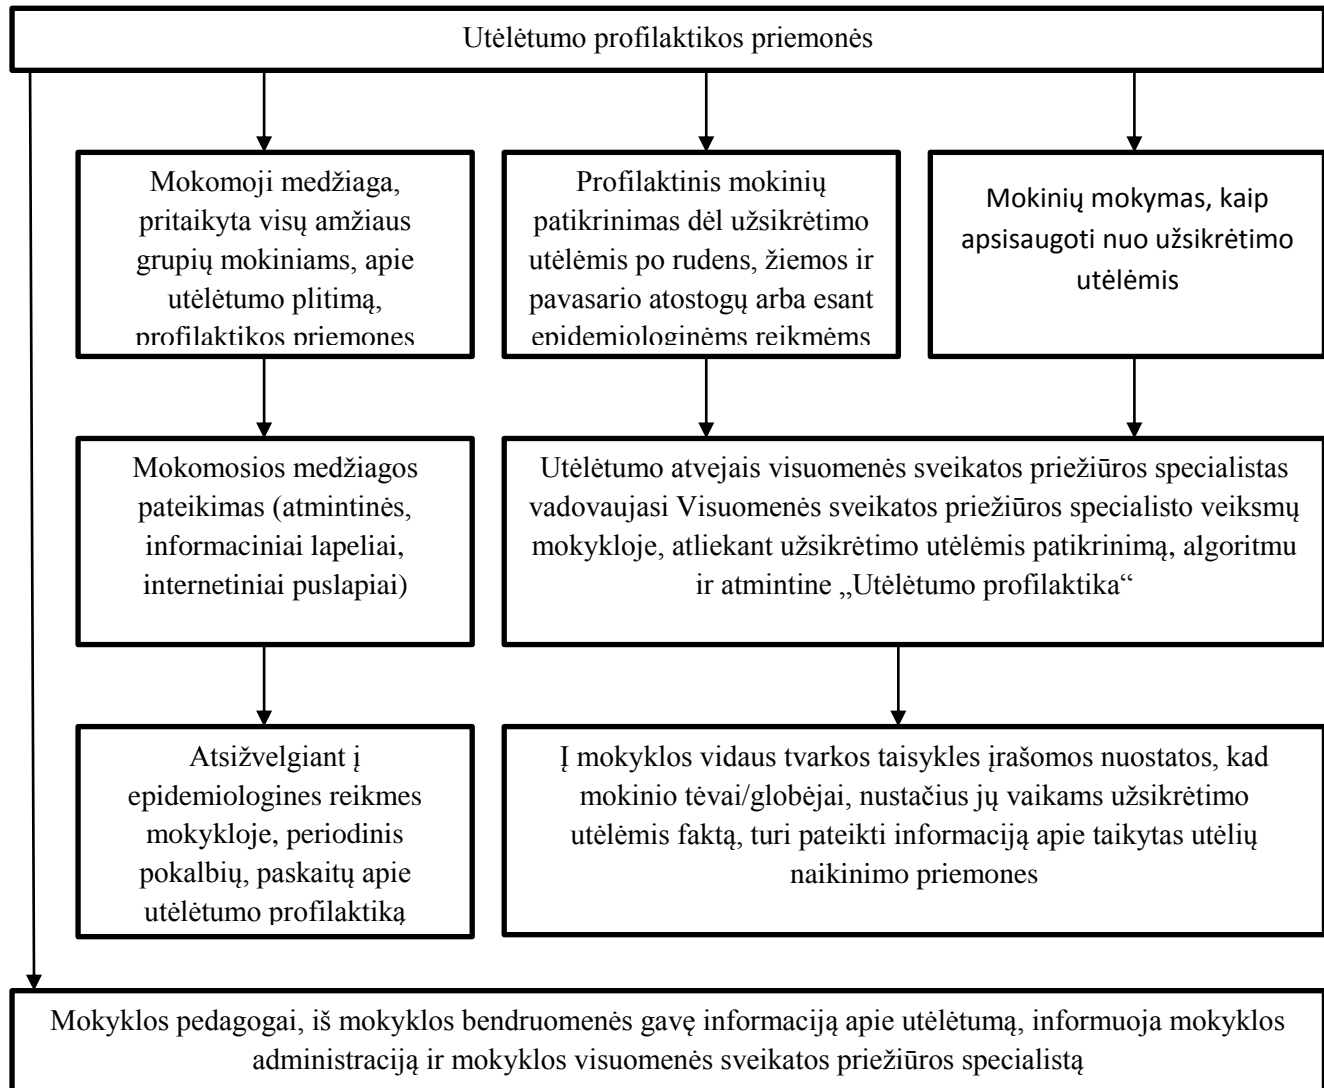 Utėlėtumo profilaktikos priemonės
Mokomoji medžiaga,
pritaikyta visų amžiaus
grupių mokiniams, apie
utėlėtumo plitimą,
profilaktikos priemones
Profilaktinis mokinių
patikrinimas dėl užsikrėtimo
utėlėmis po rudens, žiemos ir
pavasario atostogų arba esant
epidemiologinėms reikmėms
Mokinių mokymas, kaip
apsisaugoti nuo užsikrėtimo
utėlėmis
Mokomosios medžiagos
pateikimas (atmintinės,
informaciniai lapeliai,
internetiniai puslapiai)
Utėlėtumo atvejais visuomenės sveikatos priežiūros specialistas
vadovaujasi Visuomenės sveikatos priežiūros specialisto veiksmų
mokykloje, atliekant užsikrėtimo utėlėmis patikrinimą, algoritmu
ir atmintine „Utėlėtumo profilaktika“
Atsižvelgiant į
epidemiologines reikmes
mokykloje, periodinis
pokalbių, paskaitų apie
utėlėtumo profilaktiką
Į mokyklos vidaus tvarkos taisykles įrašomos nuostatos, kad
mokinio tėvai/globėjai, nustačius jų vaikams užsikrėtimo
utėlėmis faktą, turi pateikti informaciją apie taikytas utėlių
naikinimo priemones
Mokyklos pedagogai, iš mokyklos bendruomenės gavę informaciją apie utėlėtumą, informuoja mokyklos
administraciją ir mokyklos visuomenės sveikatos priežiūros specialistą